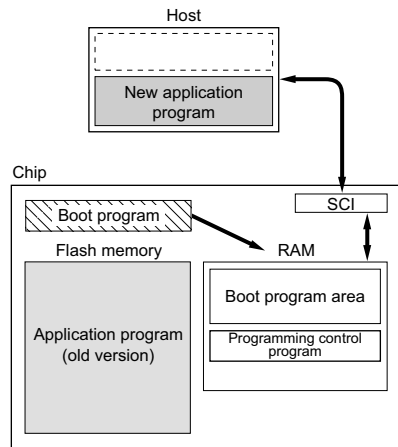 Host
New application
program
Chip
SCI
Boot program
Flash memory
RAM
Application program
(old version)
Boot program area
Programming control
program